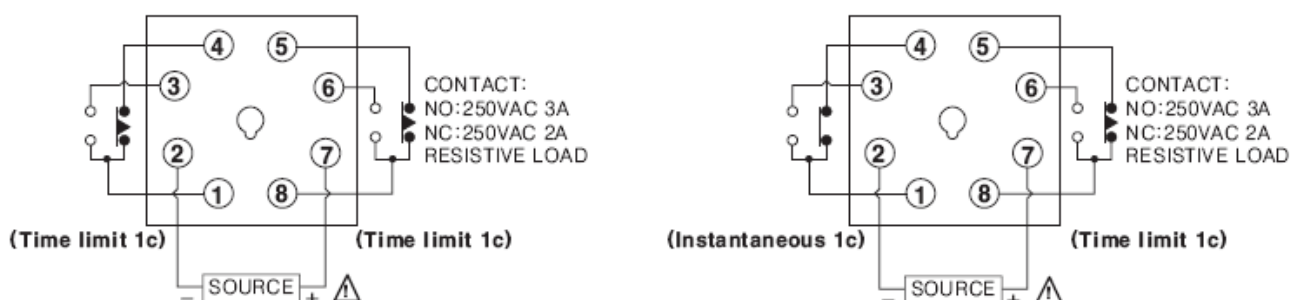 4 5
3 6
CONTACT:
NO:250VAC 3A
NC:250VAC 2A
RESISTIVE LOAD
2 7
1 8
(Time limit 1c) (Time limit 1c)
− SOURCE + ⚠
4 5
3 6
CONTACT:
NO:250VAC 3A
NC:250VAC 2A
RESISTIVE LOAD
2 7
1 8
(Instantaneous 1c) (Time limit 1c)
− SOURCE + ⚠